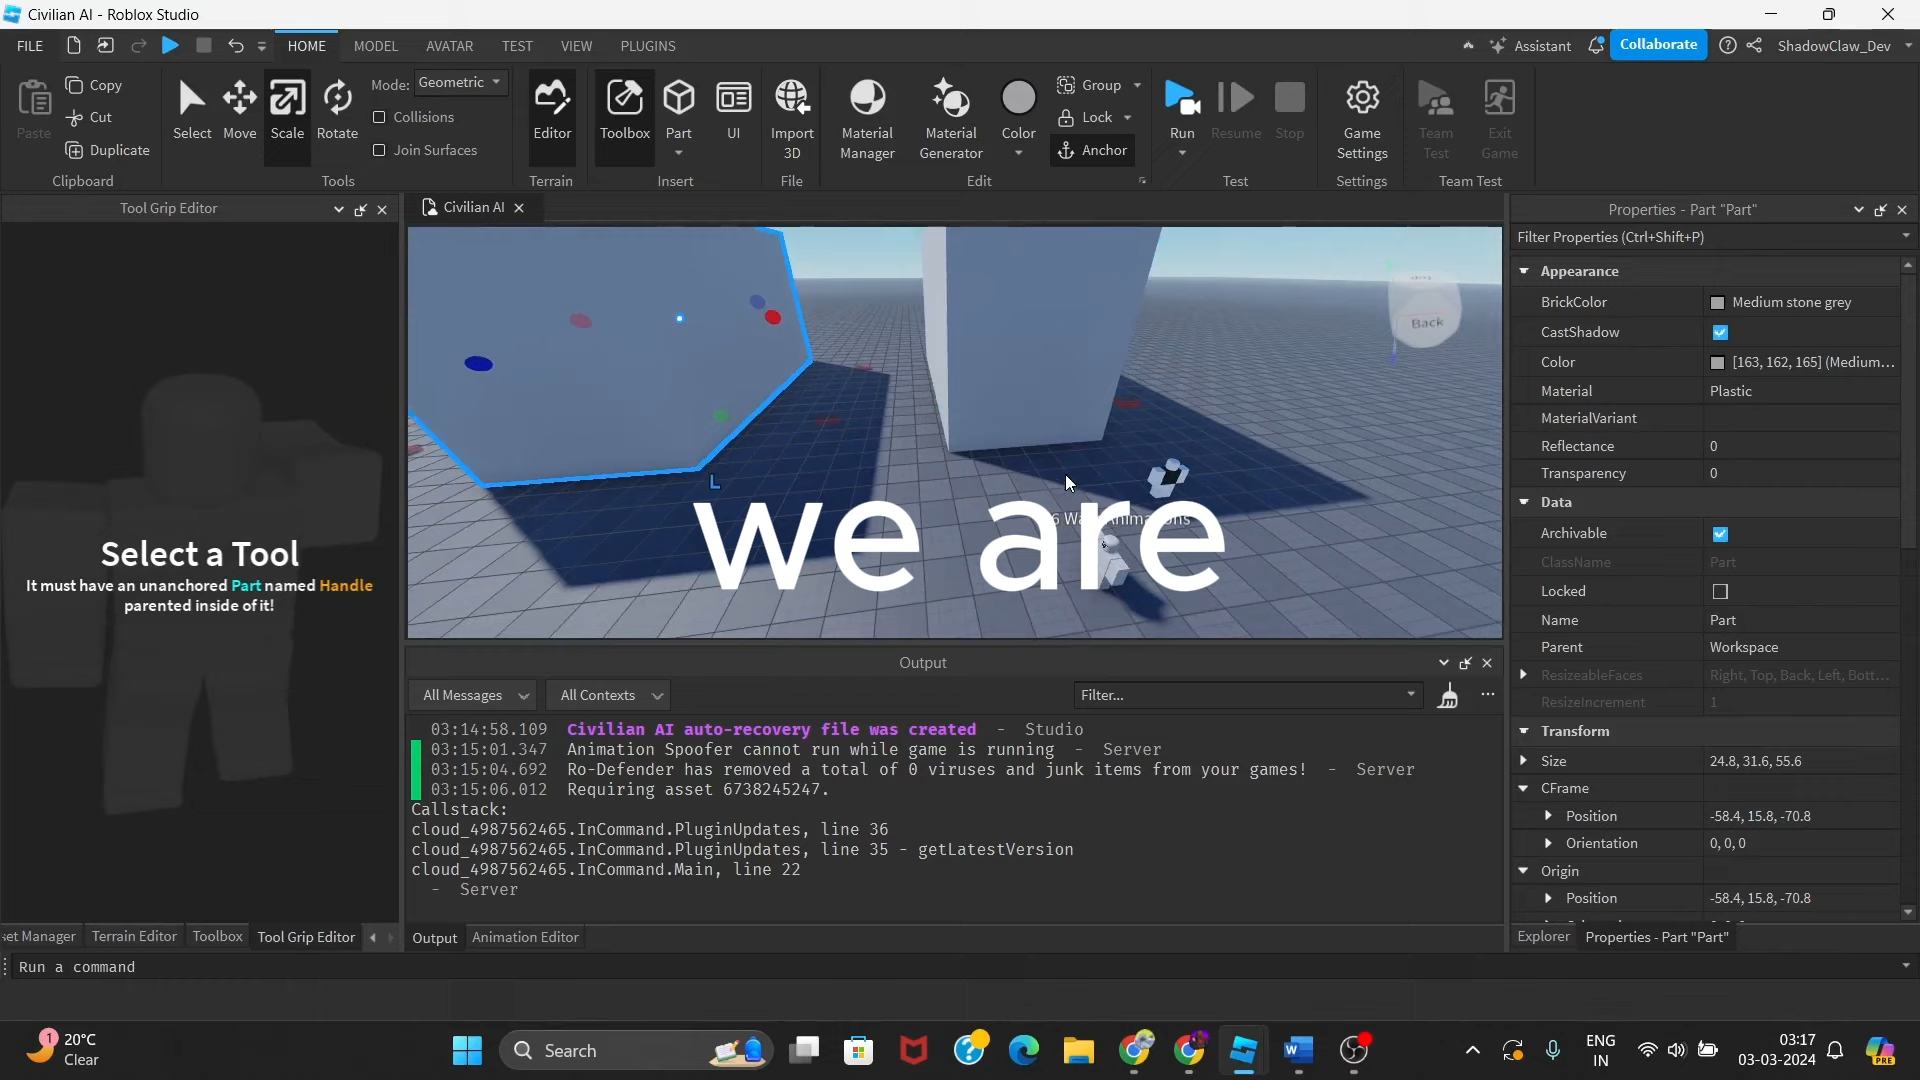 Civilian AI - Roblox Studio
FILE HOME MODEL AVATAR TEST VIEW PLUGINS Assistant Collaborate ShadowClaw_Dev
Paste Copy Cut Duplicate Clipboard
Select Move Scale Rotate Mode: Geometric Collisions Join Surfaces Tools
Editor Terrain
Toolbox Part UI Insert
Import 3D File
Material Manager Material Generator Color Group Lock Anchor Edit
Run Resume Stop Test
Game Settings Settings
Team Test Exit Game Team Test
Tool Grip Editor
Select a Tool
It must have an unanchored Part named Handle
parented inside of it!
Civilian AI
Back
we are
Output
All Messages All Contexts Filter...
03:14:58.109 Civilian AI auto-recovery file was created - Studio
03:15:01.347 Animation Spoofer cannot run while game is running - Server
03:15:04.692 Ro-Defender has removed a total of 0 viruses and junk items from your games! - Server
03:15:06.012 Requiring asset 6738245247.
Callstack:
cloud_4987562465.InCommand.PluginUpdates, line 36
cloud_4987562465.InCommand.PluginUpdates, line 35 - getLatestVersion
cloud_4987562465.InCommand.Main, line 22
- Server
Properties - Part "Part"
Filter Properties (Ctrl+Shift+P)
Appearance
BrickColor Medium stone grey
CastShadow
Color [163, 162, 165] (Medium...
Material Plastic
MaterialVariant
Reflectance 0
Transparency 0
Data
Archivable
ClassName Part
Locked
Name Part
Parent Workspace
ResizeableFaces Right, Top, Back, Left, Bott...
ResizeIncrement 1
Transform
Size 24.8, 31.6, 55.6
CFrame
Position -58.4, 15.8, -70.8
Orientation 0, 0, 0
Origin
Position -58.4, 15.8, -70.8
set Manager Terrain Editor Toolbox Tool Grip Editor Output Animation Editor Explorer Properties - Part "Part"
Run a command
1 20°C
Clear
Search
ENG
IN
03:17
03-03-2024
PRE